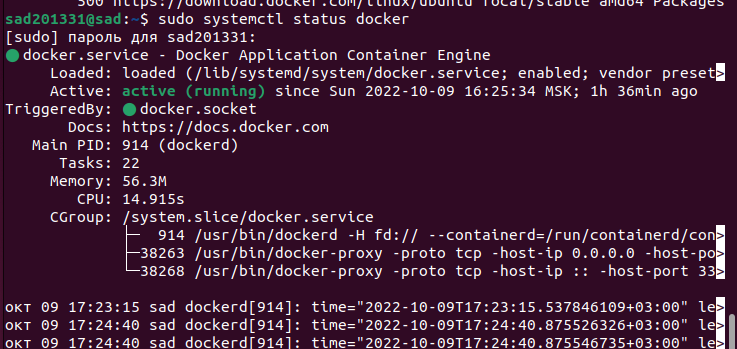 500 https://download.docker.com/linux/ubuntu focal/stable amd64 Packages
sad201331@sad:~$ sudo systemctl status docker
[sudo] пароль для sad201331:
● docker.service - Docker Application Container Engine
Loaded: loaded (/lib/systemd/system/docker.service; enabled; vendor preset>
Active: active (running) since Sun 2022-10-09 16:25:34 MSK; 1h 36min ago
TriggeredBy: ● docker.socket
Docs: https://docs.docker.com
Main PID: 914 (dockerd)
Tasks: 22
Memory: 56.3M
CPU: 14.915s
CGroup: /system.slice/docker.service
├─ 914 /usr/bin/dockerd -H fd:// --containerd=/run/containerd/con>
├─38263 /usr/bin/docker-proxy -proto tcp -host-ip 0.0.0.0 -host-po>
└─38268 /usr/bin/docker-proxy -proto tcp -host-ip :: -host-port 33>
окт 09 17:23:15 sad dockerd[914]: time="2022-10-09T17:23:15.537846109+03:00" le>
окт 09 17:24:40 sad dockerd[914]: time="2022-10-09T17:24:40.875526326+03:00" le>
окт 09 17:24:40 sad dockerd[914]: time="2022-10-09T17:24:40.875546735+03:00" le>